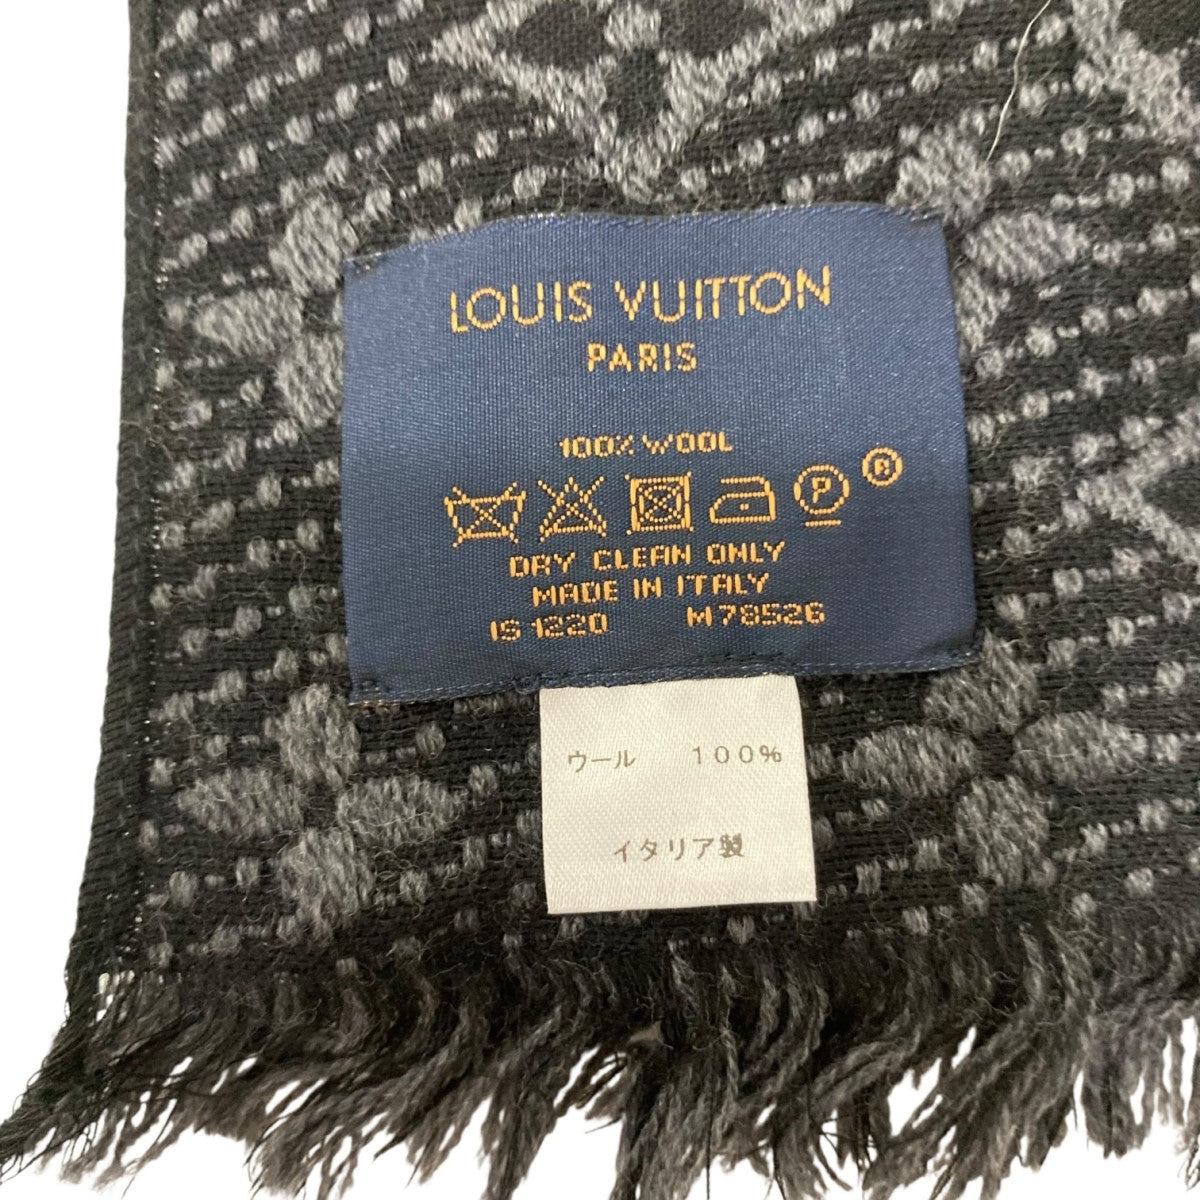 LOUIS VUITTON
PARIS
100% WOOL
P
®
DRY CLEAN ONLY
MADE IN ITALY
IS 1220 M78526
ウール 100%
イタリア製